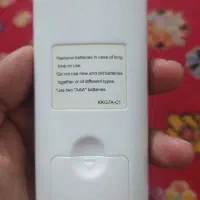 *Remove batteries in case of long
time no use.
*Do not use new and old batteries
together or of different types.
*Use two "AAA" batteries.
KKG7A-C1